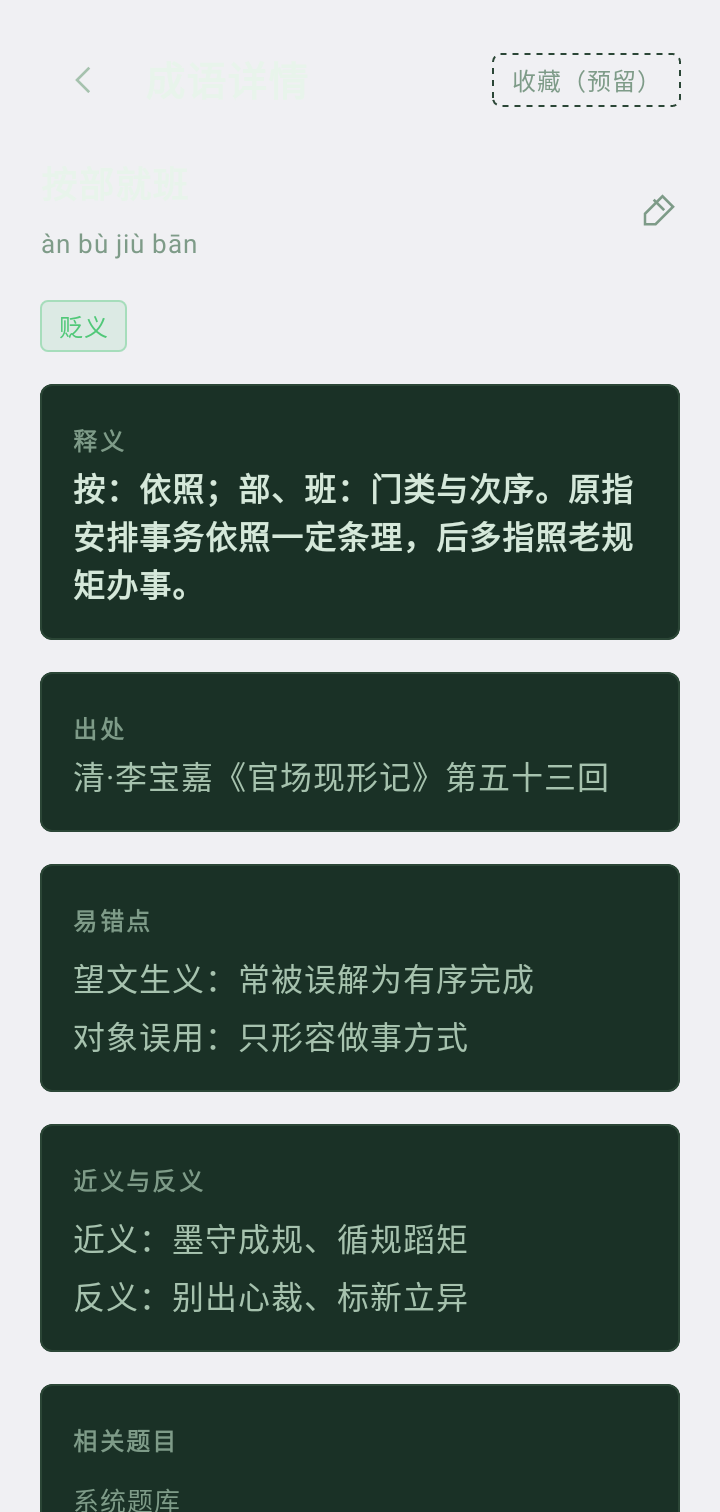 收藏（预留）
àn bù jiù bān
贬义
释义
按：依照；部、班：门类与次序。原指
安排事务依照一定条理，后多指照老规
矩办事。
出处
清·李宝嘉《官场现形记》第五十三回
易错点
望文生义：常被误解为有序完成
对象误用：只形容做事方式
近义与反义
近义：墨守成规、循规蹈矩
反义：别出心裁、标新立异
相关题目
系统题库